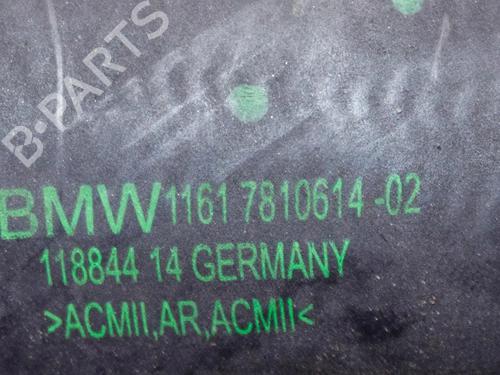 B-PARTS
BMW 1161 7810614-02
118844 14 GERMANY
>ACMII,AR,ACMII<